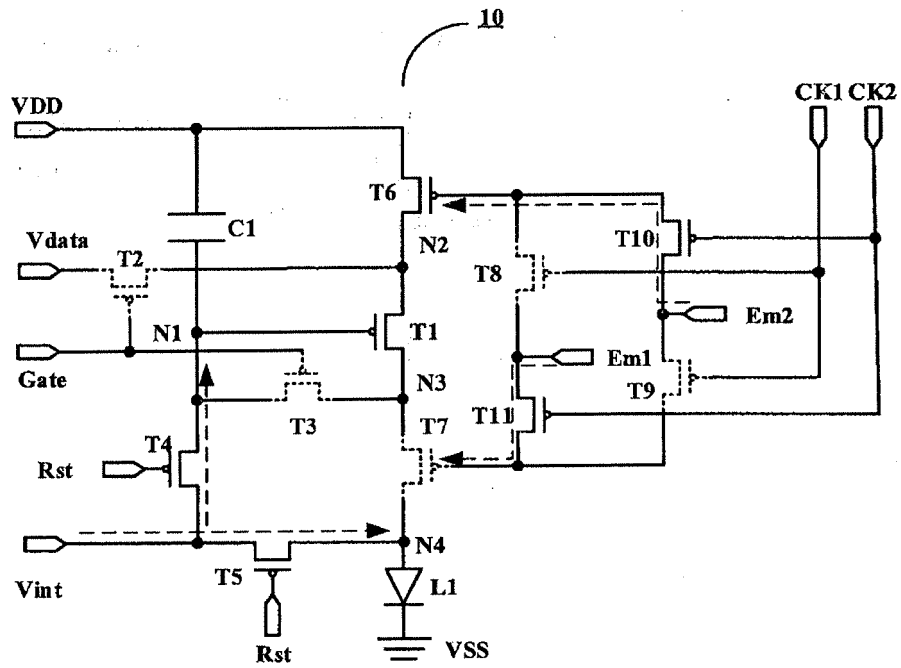 10
VDD
CK1 CK2
T6
C1
Vdata
T2
N2
T10
T8
Em2
N1
T1
Em1
Gate
N3
T9
T3
T7
T11
T4
Rst
N4
Vint
T5
L1
Rst
VSS